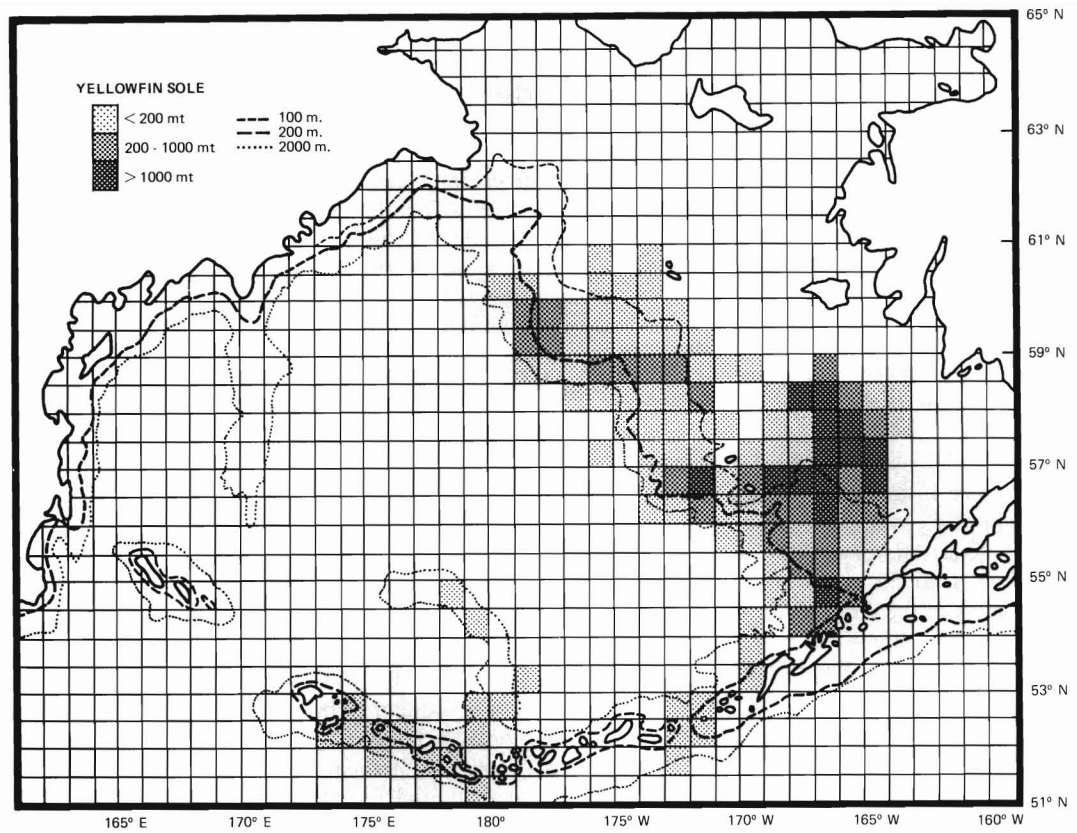 65° N
YELLOWFIN SOLE
< 200 mt
200 - 1000 mt
> 1000 mt
100 m.
200 m.
2000 m.
63° N
61° N
59° N
57° N
55° N
53° N
51° N
165° E
170° E
175° E
180°
175° W
170° W
165° W
160° W